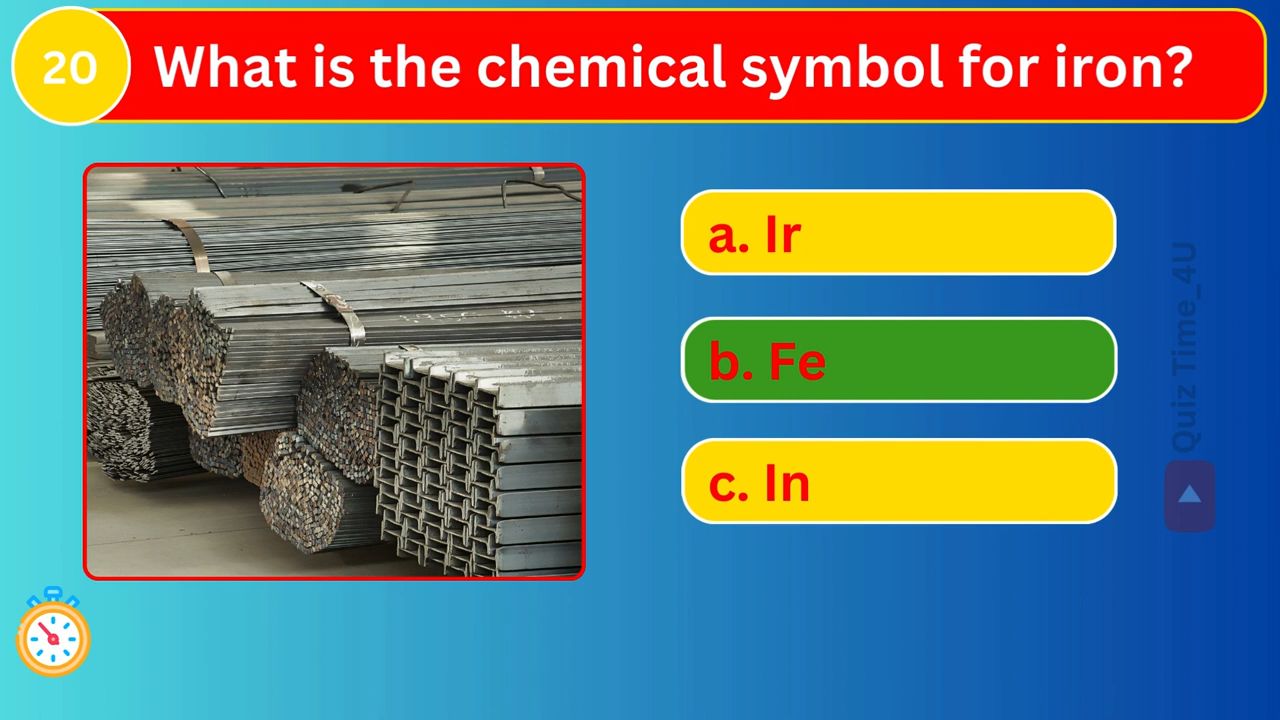 20
What is the chemical symbol for iron?
a. Ir
b. Fe
c. In
Quiz Time_4U